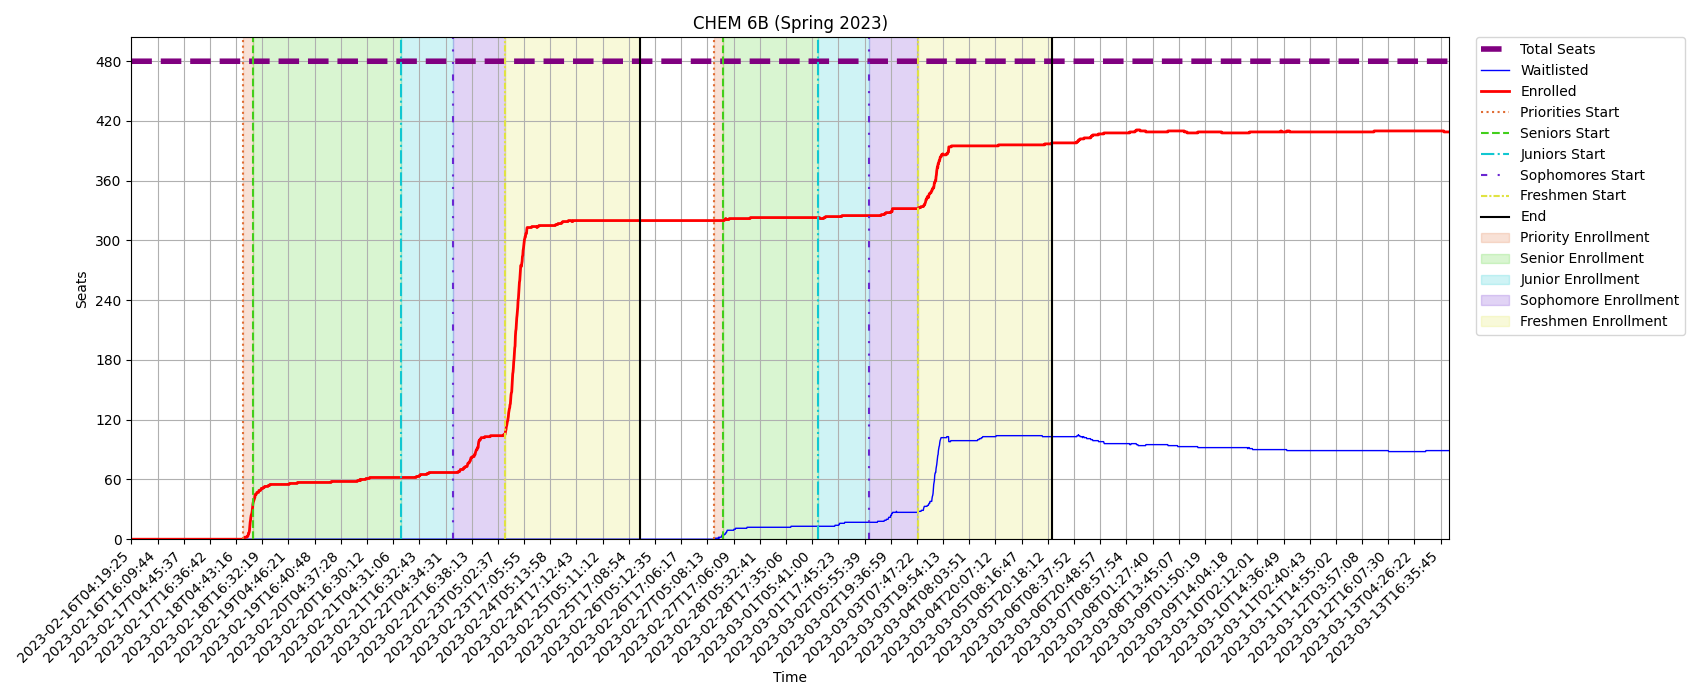 CHEM 6B (Spring 2023)
Seats
480
420
360
300
240
180
120
60
0
2023-02-16T04:19:25
2023-02-16T16:09:44
2023-02-17T04:45:37
2023-02-17T16:36:42
2023-02-18T04:43:16
2023-02-18T16:32:19
2023-02-19T04:46:21
2023-02-19T16:40:48
2023-02-20T04:37:28
2023-02-20T16:30:12
2023-02-21T04:31:06
2023-02-21T16:32:43
2023-02-22T04:34:31
2023-02-22T16:38:13
2023-02-23T05:02:37
2023-02-23T17:05:55
2023-02-24T05:13:58
2023-02-24T17:12:43
2023-02-25T05:11:12
2023-02-25T17:08:54
2023-02-26T05:12:35
2023-02-26T17:06:17
2023-02-27T05:08:13
2023-02-27T17:06:09
2023-02-28T05:32:41
2023-02-28T17:35:06
2023-03-01T05:41:00
2023-03-01T17:45:23
2023-03-02T05:55:39
2023-03-02T19:36:59
2023-03-03T07:47:22
2023-03-03T19:54:13
2023-03-04T08:03:51
2023-03-04T20:07:12
2023-03-05T08:16:47
2023-03-05T20:18:12
2023-03-06T08:37:52
2023-03-06T20:48:57
2023-03-07T08:57:54
2023-03-08T01:27:40
2023-03-08T13:45:07
2023-03-09T01:50:19
2023-03-09T14:04:18
2023-03-10T02:12:01
2023-03-10T14:36:49
2023-03-11T02:40:43
2023-03-11T14:55:02
2023-03-12T03:57:08
2023-03-12T16:07:30
2023-03-13T04:26:22
2023-03-13T16:35:45
Time
Total Seats
Waitlisted
Enrolled
Priorities Start
Seniors Start
Juniors Start
Sophomores Start
Freshmen Start
End
Priority Enrollment
Senior Enrollment
Junior Enrollment
Sophomore Enrollment
Freshmen Enrollment